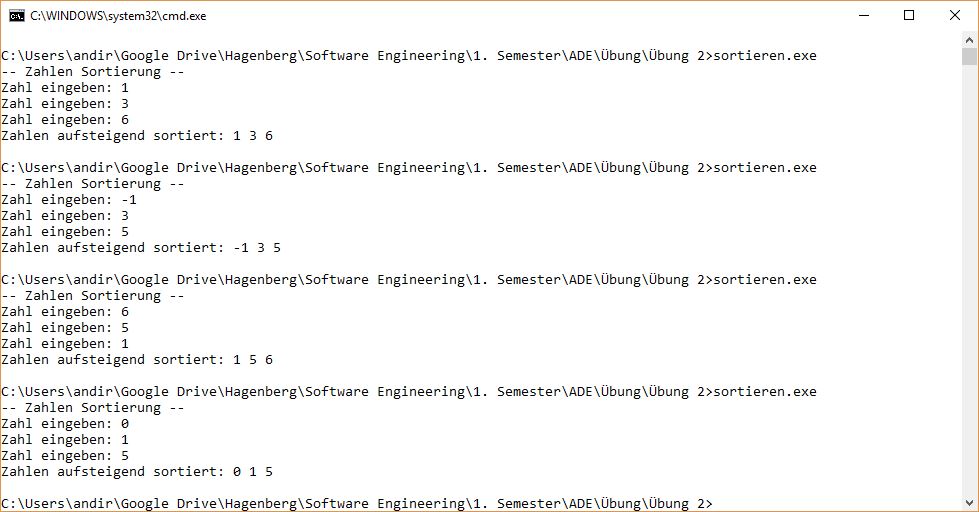 C:\WINDOWS\system32\cmd.exe
C:\Users\andir\Google Drive\Hagenberg\Software Engineering\1. Semester\ADE\Übung\Übung 2>sortieren.exe
-- Zahlen Sortierung --
Zahl eingeben: 1
Zahl eingeben: 3
Zahl eingeben: 6
Zahlen aufsteigend sortiert: 1 3 6
C:\Users\andir\Google Drive\Hagenberg\Software Engineering\1. Semester\ADE\Übung\Übung 2>sortieren.exe
-- Zahlen Sortierung --
Zahl eingeben: -1
Zahl eingeben: 3
Zahl eingeben: 5
Zahlen aufsteigend sortiert: -1 3 5
C:\Users\andir\Google Drive\Hagenberg\Software Engineering\1. Semester\ADE\Übung\Übung 2>sortieren.exe
-- Zahlen Sortierung --
Zahl eingeben: 6
Zahl eingeben: 5
Zahl eingeben: 1
Zahlen aufsteigend sortiert: 1 5 6
C:\Users\andir\Google Drive\Hagenberg\Software Engineering\1. Semester\ADE\Übung\Übung 2>sortieren.exe
-- Zahlen Sortierung --
Zahl eingeben: 0
Zahl eingeben: 1
Zahl eingeben: 5
Zahlen aufsteigend sortiert: 0 1 5
C:\Users\andir\Google Drive\Hagenberg\Software Engineering\1. Semester\ADE\Übung\Übung 2>